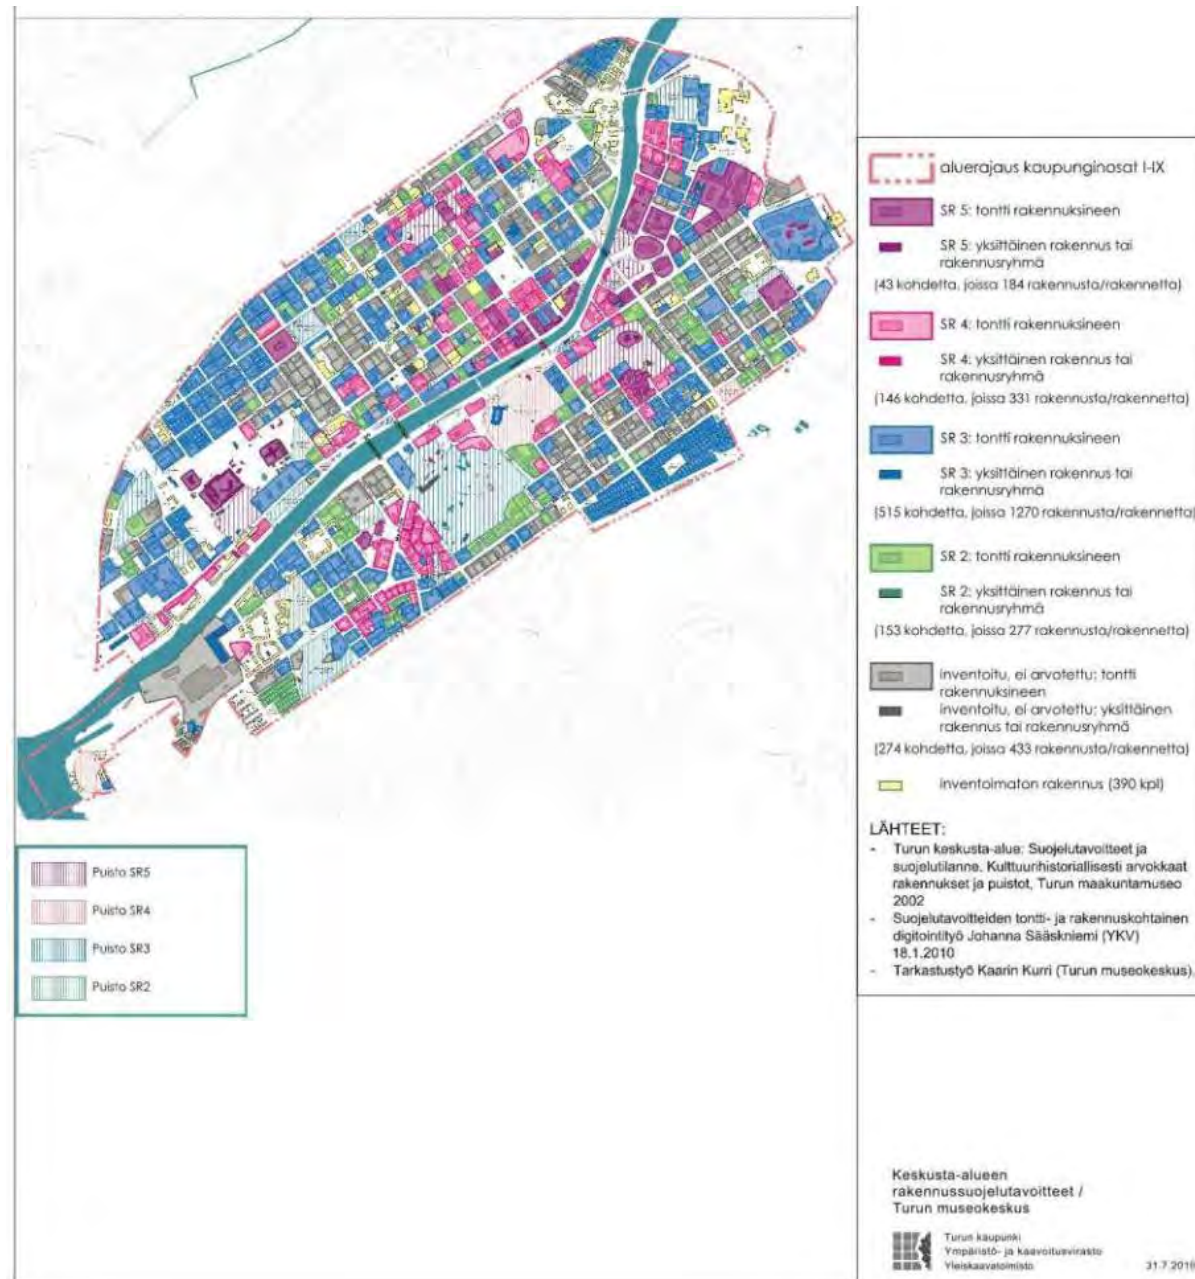 aluerajaus kaupunginosat I-IX
SR 5: tontti rakennuksineen
SR 5: yksittäinen rakennus tai
rakennusryhmä
(43 kohdetta, joissa 184 rakennusta/rakennetta)
SR 4: tontti rakennuksineen
SR 4: yksittäinen rakennus tai
rakennusryhmä
(146 kohdetta, joissa 331 rakennusta/rakennetta)
SR 3: tontti rakennuksineen
SR 3: yksittäinen rakennus tai
rakennusryhmä
(515 kohdetta, joissa 1270 rakennusta/rakennetta)
SR 2: tontti rakennuksineen
SR 2: yksittäinen rakennus tai
rakennusryhmä
(153 kohdetta, joissa 277 rakennusta/rakennetta)
inventoitu, ei arvotettu: tontti
rakennuksineen
inventoitu, ei arvotettu: yksittäinen
rakennus tai rakennusryhmä
(274 kohdetta, joissa 433 rakennusta/rakennetta)
inventoimaton rakennus (390 kpl)
LÄHTEET:
- Turun keskusta-alue: Suojelutavoitteet ja
suojelutilanne. Kulttuurihistoriallisesti arvokkaat
rakennukset ja puistot, Turun maakuntamuseo
2002
- Suojelutavoitteiden tontti- ja rakennuskohtainen
digitointityö Johanna Sääskniemi (YKV)
18.1.2010
- Tarkastustyö Kaarin Kurri (Turun museokeskus),
Puisto SR5
Puisto SR4
Puisto SR3
Puisto SR2
Keskusta-alueen
rakennussuojelutavoitteet /
Turun museokeskus
Turun kaupunki
Ympäristö- ja kaavoitusvirasto
Yleiskaavatoimisto